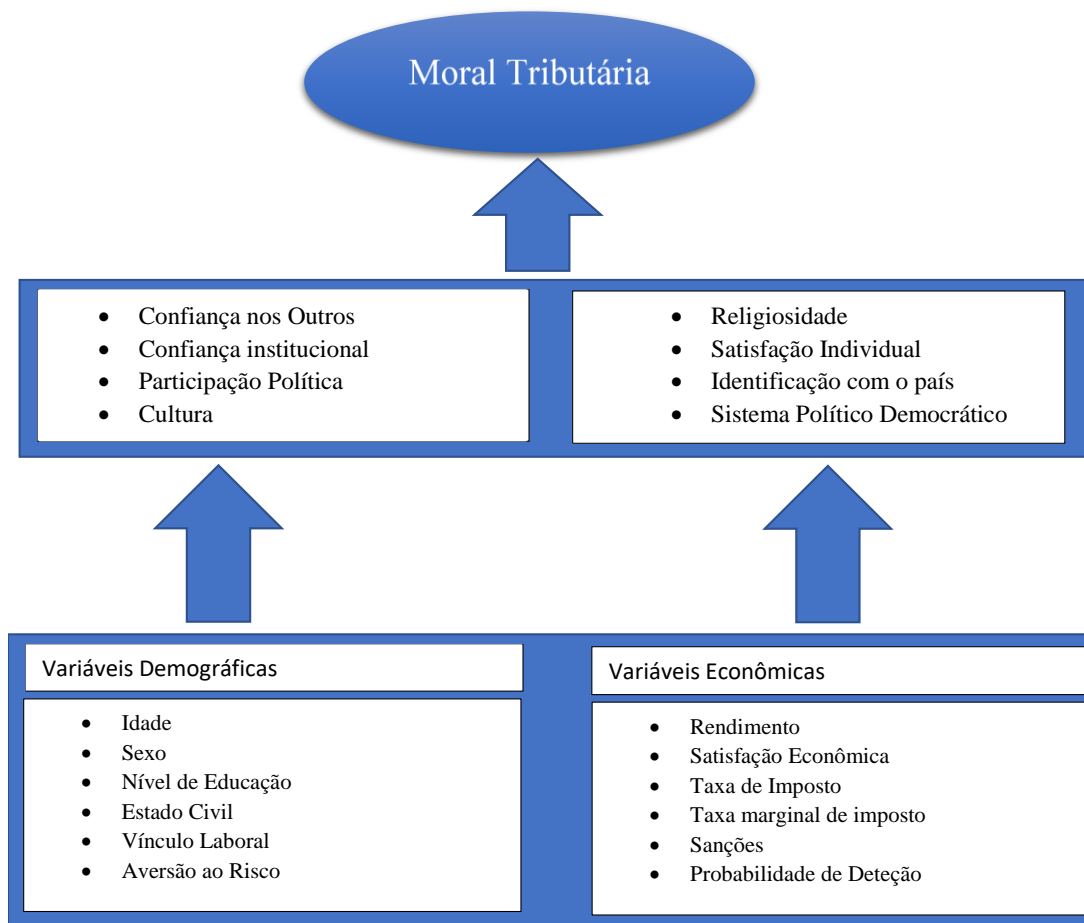 Moral Tributária
• Confiança nos Outros
• Confiança institucional
• Participação Política
• Cultura
• Religiosidade
• Satisfação Individual
• Identificação com o país
• Sistema Político Democrático
Variáveis Demográficas
• Idade
• Sexo
• Nível de Educação
• Estado Civil
• Vínculo Laboral
• Aversão ao Risco
Variáveis Econômicas
• Rendimento
• Satisfação Econômica
• Taxa de Imposto
• Taxa marginal de imposto
• Sanções
• Probabilidade de Deteção